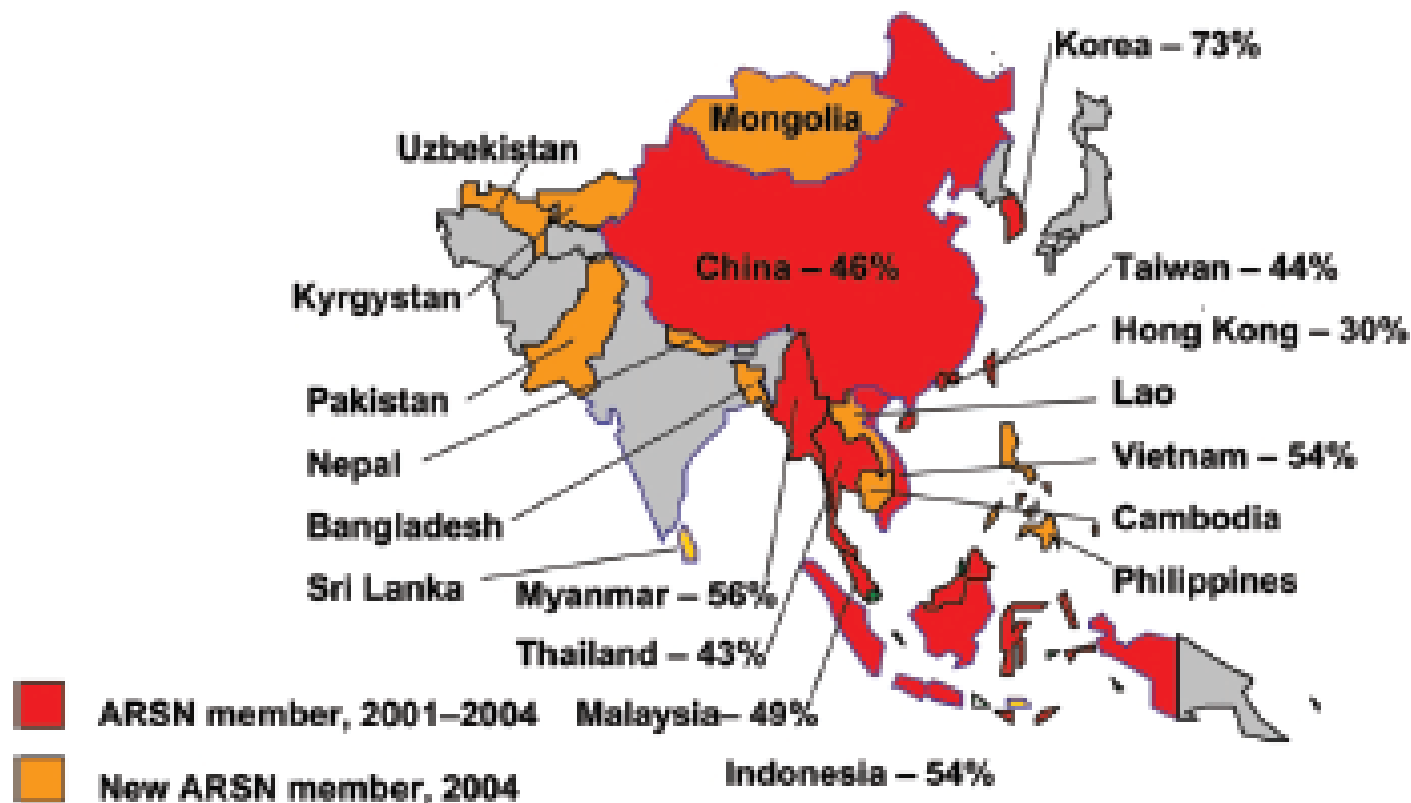 Korea – 73%
Mongolia
Uzbekistan
China – 46%
Taiwan – 44%
Kyrgystan
Hong Kong – 30%
Lao
Pakistan
Vietnam – 54%
Nepal
Cambodia
Bangladesh
Philippines
Sri Lanka
Myanmar – 56%
Thailand – 43%
ARSN member, 2001–2004
Malaysia– 49%
Indonesia – 54%
New ARSN member, 2004